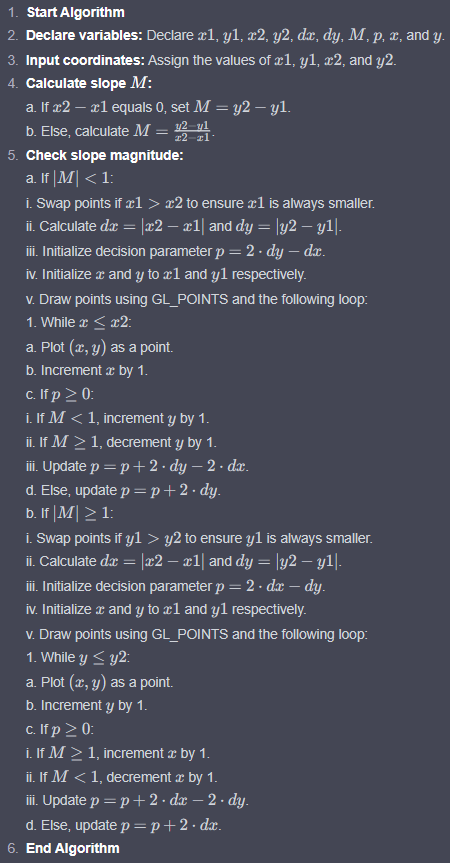 1. Start Algorithm
2. Declare variables: Declare x1, y1, x2, y2, dx, dy, M, p, x, and y.
3. Input coordinates: Assign the values of x1, y1, x2, and y2.
4. Calculate slope M:
a. If x2 − x1 equals 0, set M = y2 − y1.
b. Else, calculate M = \frac{y2−y1}{x2−x1}.
5. Check slope magnitude:
a. If |M| < 1:
i. Swap points if x1 > x2 to ensure x1 is always smaller.
ii. Calculate dx = |x2 − x1| and dy = |y2 − y1|.
iii. Initialize decision parameter p = 2 · dy − dx.
iv. Initialize x and y to x1 and y1 respectively.
v. Draw points using GL_POINTS and the following loop:
1. While x ≤ x2:
a. Plot (x, y) as a point.
b. Increment x by 1.
c. If p ≥ 0:
i. If M < 1, increment y by 1.
ii. If M ≥ 1, decrement y by 1.
iii. Update p = p + 2 · dy − 2 · dx.
d. Else, update p = p + 2 · dy.
b. If |M| ≥ 1:
i. Swap points if y1 > y2 to ensure y1 is always smaller.
ii. Calculate dx = |x2 − x1| and dy = |y2 − y1|.
iii. Initialize decision parameter p = 2 · dx − dy.
iv. Initialize x and y to x1 and y1 respectively.
v. Draw points using GL_POINTS and the following loop:
1. While y ≤ y2:
a. Plot (x, y) as a point.
b. Increment y by 1.
c. If p ≥ 0:
i. If M ≥ 1, increment x by 1.
ii. If M < 1, decrement x by 1.
iii. Update p = p + 2 · dx − 2 · dy.
d. Else, update p = p + 2 · dx.
6. End Algorithm